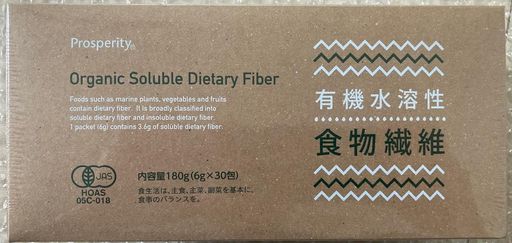 Prosperity®
Organic Soluble Dietary Fiber
Foods such as marine plants, vegetables and fruits
contain dietary fiber.  It is broadly classified into
soluble dietary fiber and insoluble dietary fiber.
1 packet (6g) contains 3.6g of soluble dietary fiber.
有機水溶性
食物繊維
JAS
HOAS
05C-018
内容量180g(6g×30包)
食生活は、主食、主菜、副菜を基本に、
食事のバランスを。